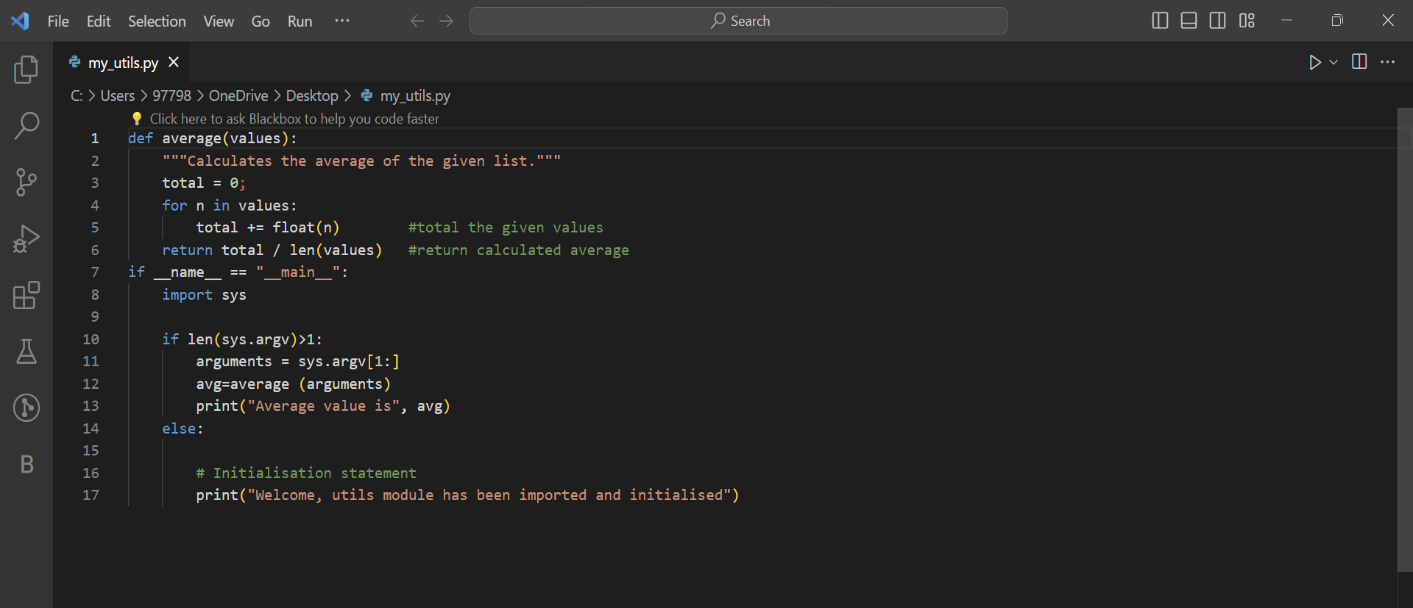 File Edit Selection View Go Run ··· Search
my_utils.py
C: > Users > 97798 > OneDrive > Desktop > my_utils.py
Click here to ask Blackbox to help you code faster
1 def average(values):
2 """Calculates the average of the given list."""
3 total = 0;
4 for n in values:
5 total += float(n) #total the given values
6 return total / len(values) #return calculated average
7 if __name__ == "__main__":
8 import sys
9
10 if len(sys.argv)>1:
11 arguments = sys.argv[1:]
12 avg=average (arguments)
13 print("Average value is", avg)
14 else:
15
16 # Initialisation statement
17 print("Welcome, utils module has been imported and initialised")
B